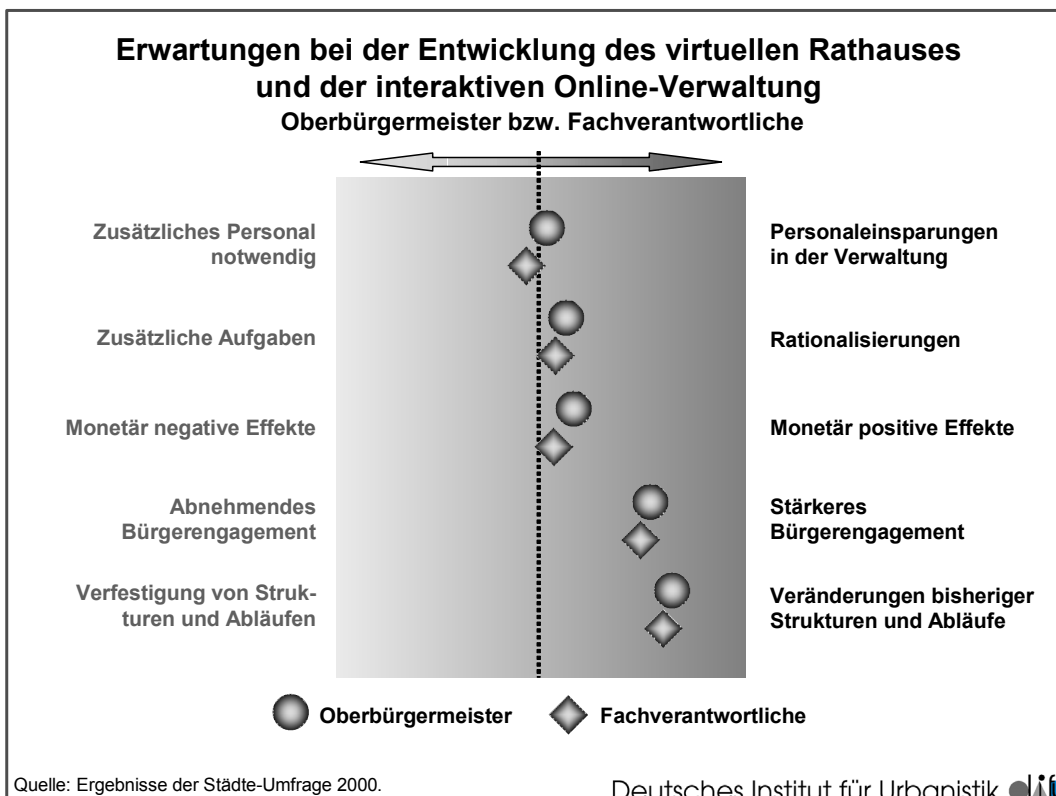 Erwartungen bei der Entwicklung des virtuellen Rathauses
und der interaktiven Online-Verwaltung
Oberbürgermeister bzw. Fachverantwortliche
Zusätzliches Personal
notwendig
Personaleinsparungen
in der Verwaltung
Zusätzliche Aufgaben
Rationalisierungen
Monetär negative Effekte
Monetär positive Effekte
Abnehmendes
Bürgerengagement
Stärkeres
Bürgerengagement
Verfestigung von Struk-
turen und Abläufen
Veränderungen bisheriger
Strukturen und Abläufe
Oberbürgermeister
Fachverantwortliche
Quelle: Ergebnisse der Städte-Umfrage 2000.
Deutsches Institut für Urbanistik